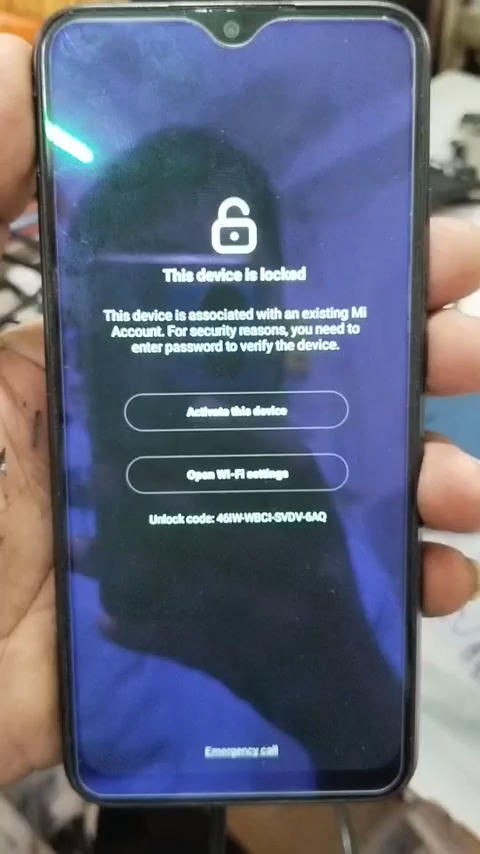 This device is locked
This device is associated with an existing Mi
Account. For security reasons, you need to
enter password to verify the device.
Activate this device
Open Wi-Fi settings
Unlock code: 46IW-WBCI-SVDV-6AQ
Emergency call